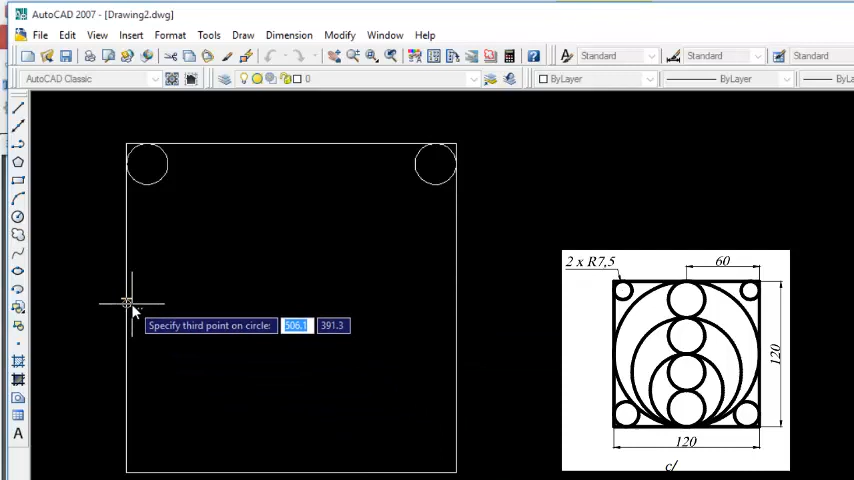 AutoCAD 2007 - [Drawing2.dwg]
File Edit View Insert Format Tools Draw Dimension Modify Window Help
Standard Standard Standard
AutoCAD Classic 0 ByLayer ByLayer ByLayer
Specify third point on circle: 506.1 391.3
2 x R7,5
60
120
120
c/
A